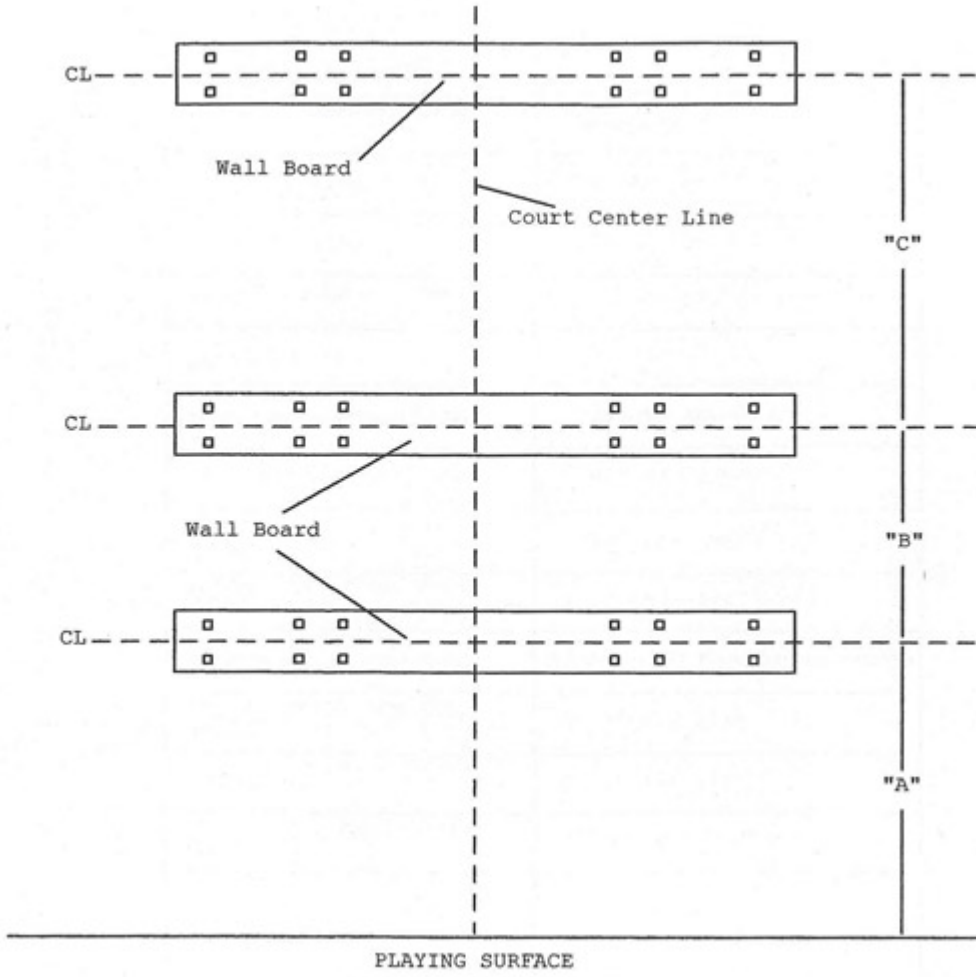 CL
Wall Board
Court Center Line
"C"
CL
Wall Board
"B"
CL
"A"
PLAYING SURFACE